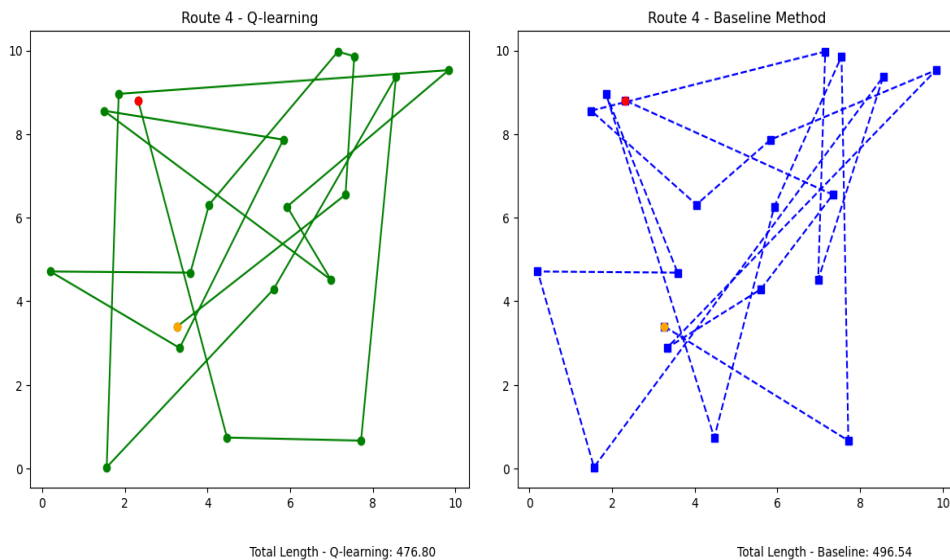 Route 4 - Q-learning
10
8
6
4
2
0
0 2 4 6 8 10
Total Length - Q-learning: 476.80
Route 4 - Baseline Method
10
8
6
4
2
0
0 2 4 6 8 10
Total Length - Baseline: 496.54